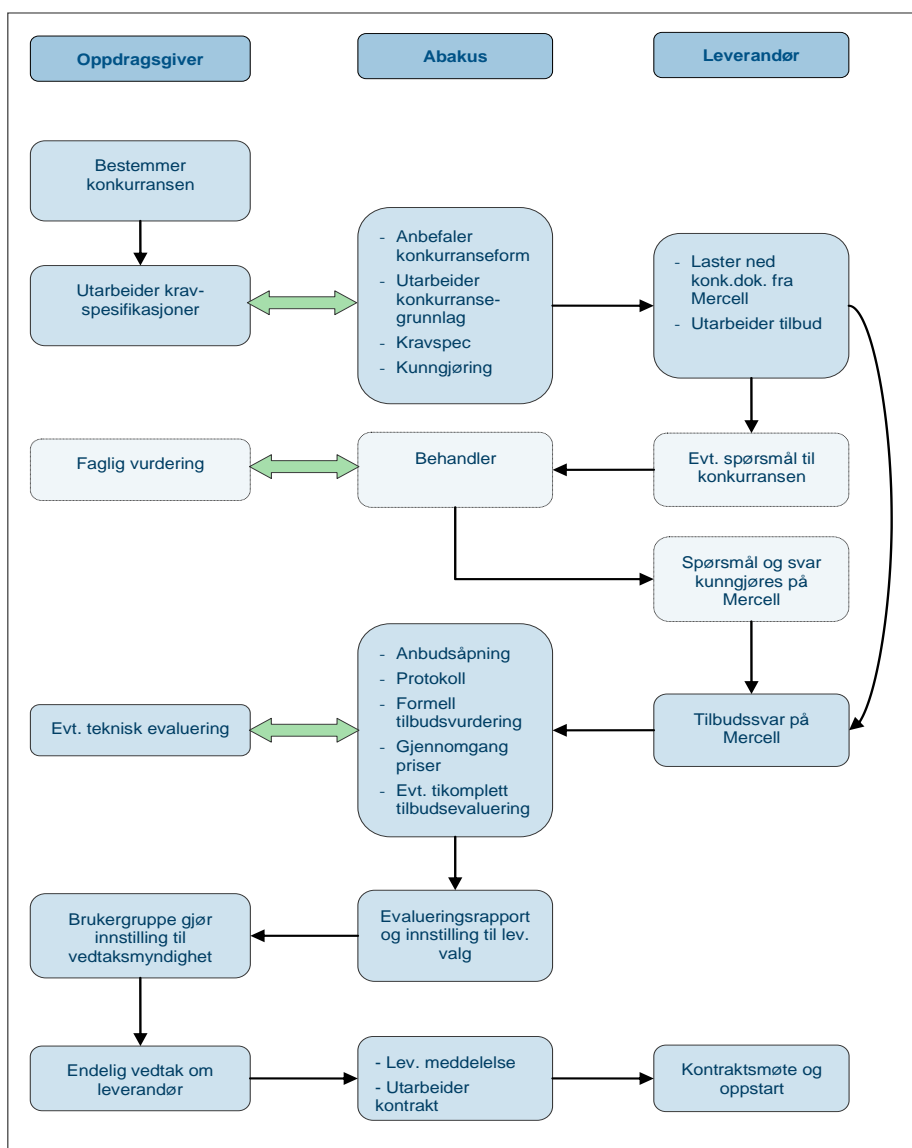 Oppdragsgiver
Abakus
Leverandør
Bestemmer
konkurransen
Utarbeider krav-
spesifikasjoner
- Anbefaler
konkurranseform
- Utarbeider
konkurranse-
grunnlag
- Kravspec
- Kunngjøring
- Laster ned
konk.dok. fra
Mercell
- Utarbeider tilbud
Faglig vurdering
Behandler
Evt. spørsmål til
konkurransen
Spørsmål og svar
kunngjøres på
Mercell
Evt. teknisk evaluering
- Anbudsåpning
- Protokoll
- Formell
tilbudsvurdering
- Gjennomgang
priser
- Evt. tikomplett
tilbudsevaluering
Tilbudssvar på
Mercell
Brukergruppe gjør
innstilling til
vedtaksmyndighet
Evalueringsrapport
og innstilling til lev.
valg
Endelig vedtak om
leverandør
- Lev. meddelelse
- Utarbeider
kontrakt
Kontraktsmøte og
oppstart